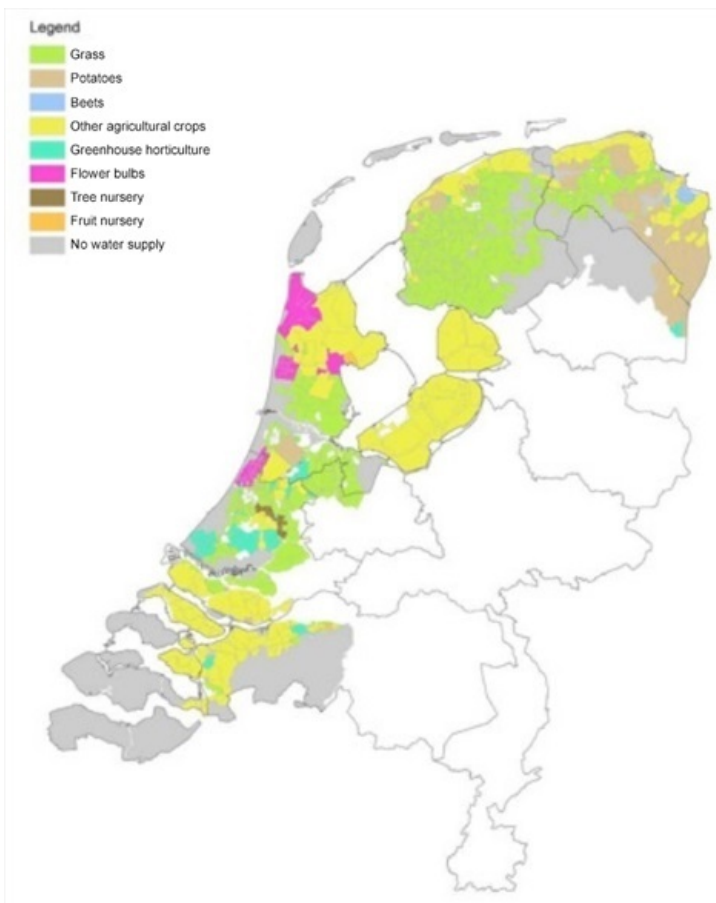 Legend
Grass
Potatoes
Beets
Other agricultural crops
Greenhouse horticulture
Flower bulbs
Tree nursery
Fruit nursery
No water supply